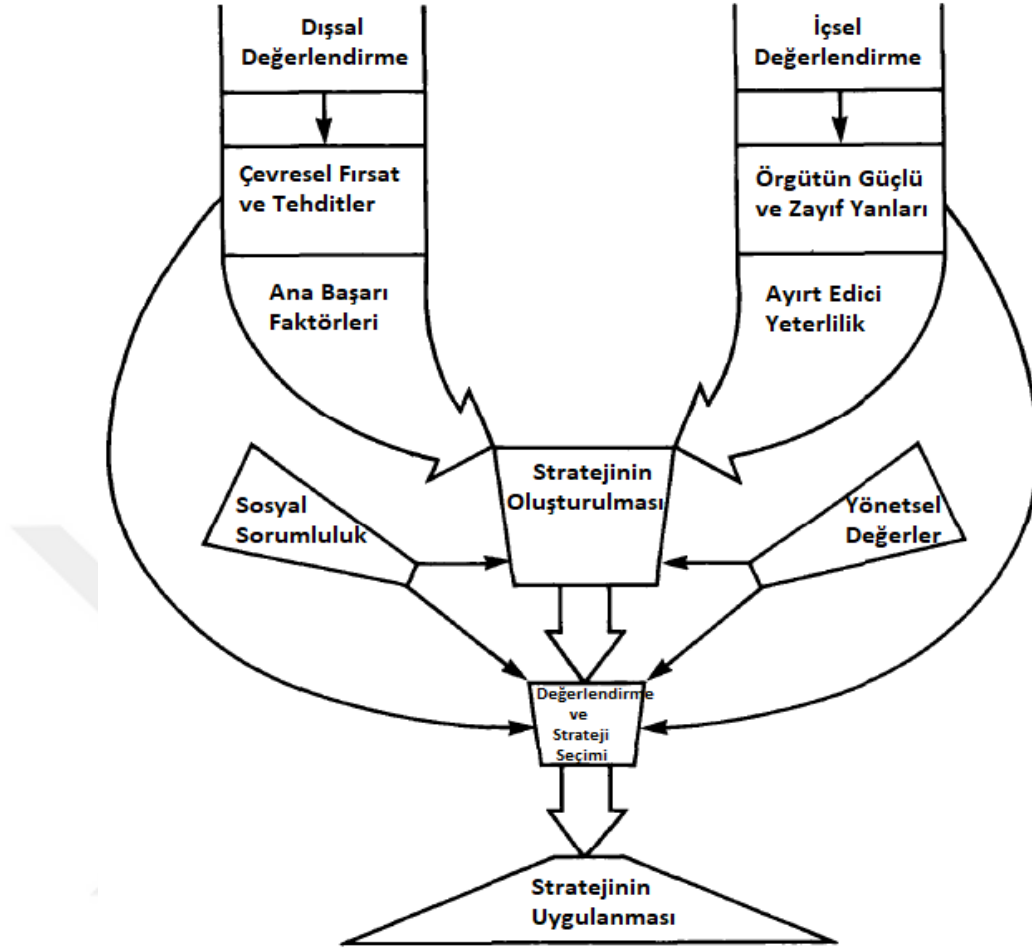 Dışsal
Değerlendirme
İçsel
Değerlendirme
Çevresel Fırsat
ve Tehditler
Örgütün Güçlü
ve Zayıf Yanları
Ana Başarı
Faktörleri
Ayırt Edici
Yeterlilik
Stratejinin
Oluşturulması
Sosyal
Sorumluluk
Yönetsel
Değerler
Değerlendirme
ve
Strateji
Seçimi
Stratejinin
Uygulanması